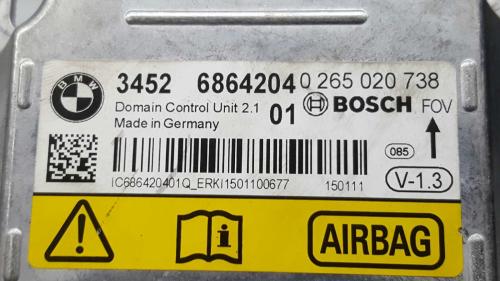 BMW
3452 6864204 0 265 020 738
Domain Control Unit 2.1 01 BOSCH FOV
Made in Germany
085
IC686420401Q_ERKI1501100677 150111 V-1.3
AIRBAG